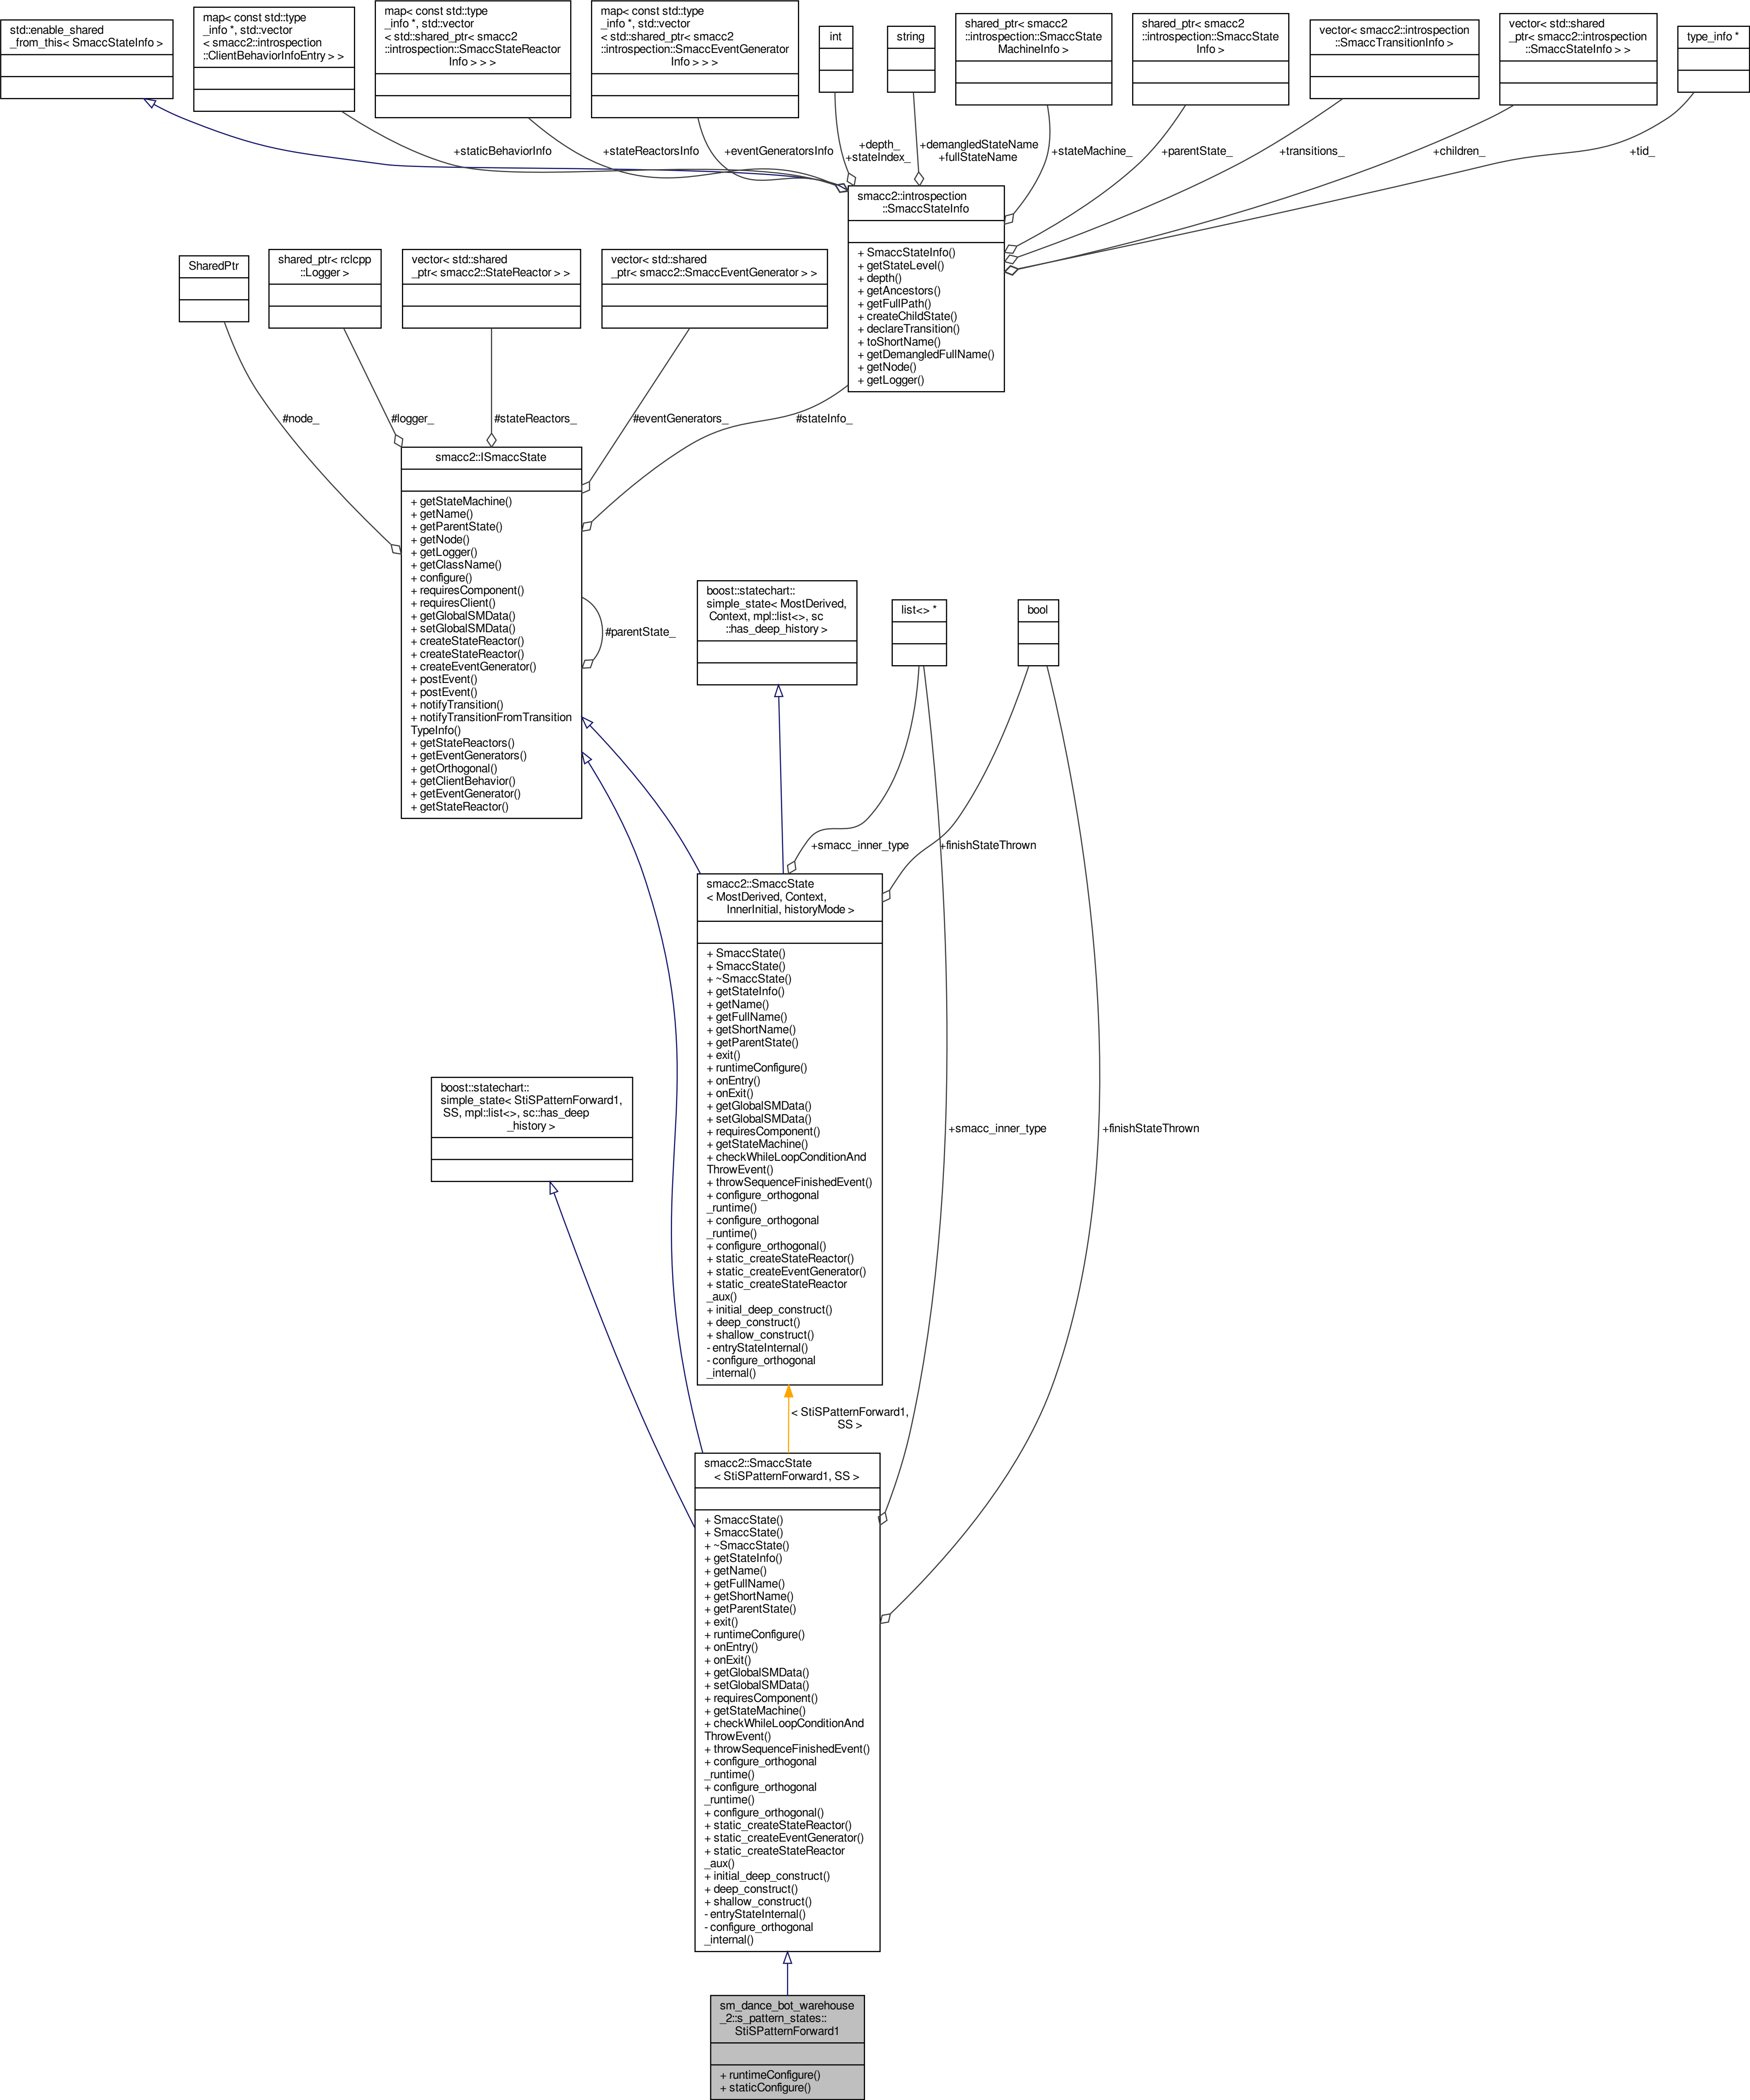 std::enable_shared
_from_this< SmaccStateInfo >
map< const std::type
_info *, std::vector
< smacc2::introspection
::ClientBehaviorInfoEntry > >
map< const std::type
_info *, std::vector
< std::shared_ptr< smacc2
::introspection::SmaccStateReactor
Info > > >
map< const std::type
_info *, std::vector
< std::shared_ptr< smacc2
::introspection::SmaccEventGenerator
Info > > >
int
string
shared_ptr< smacc2
::introspection::SmaccState
MachineInfo >
shared_ptr< smacc2
::introspection::SmaccState
Info >
vector< smacc2::introspection
::SmaccTransitionInfo >
vector< std::shared
_ptr< smacc2::introspection
::SmaccStateInfo > >
type_info *
+staticBehaviorInfo
+stateReactorsInfo
+eventGeneratorsInfo
+depth_
+stateIndex_
+demangledStateName
+fullStateName
+stateMachine_
+parentState_
+transitions_
+children_
+tid_
smacc2::introspection
::SmaccStateInfo
+ SmaccStateInfo()
+ getStateLevel()
+ depth()
+ getAncestors()
+ getFullPath()
+ createChildState()
+ declareTransition()
+ toShortName()
+ getDemangledFullName()
+ getNode()
+ getLogger()
SharedPtr
shared_ptr< rclcpp
::Logger >
vector< std::shared
_ptr< smacc2::StateReactor > >
vector< std::shared
_ptr< smacc2::SmaccEventGenerator > >
#node_
#logger_
#stateReactors_
#eventGenerators_
#stateInfo_
smacc2::ISmaccState
+ getStateMachine()
+ getName()
+ getParentState()
+ getNode()
+ getLogger()
+ getClassName()
+ configure()
+ requiresComponent()
+ requiresClient()
+ getGlobalSMData()
+ setGlobalSMData()
+ createStateReactor()
+ createStateReactor()
+ createEventGenerator()
+ postEvent()
+ postEvent()
+ notifyTransition()
+ notifyTransitionFromTransition
TypeInfo()
+ getStateReactors()
+ getEventGenerators()
+ getOrthogonal()
+ getClientBehavior()
+ getEventGenerator()
+ getStateReactor()
#parentState_
boost::statechart::
simple_state< MostDerived,
Context, mpl::list<>, sc
::has_deep_history >
list<> *
bool
+smacc_inner_type
+finishStateThrown
smacc2::SmaccState
< MostDerived, Context,
InnerInitial, historyMode >
+ SmaccState()
+ SmaccState()
+ ~SmaccState()
+ getStateInfo()
+ getName()
+ getFullName()
+ getShortName()
+ getParentState()
+ exit()
+ runtimeConfigure()
+ onEntry()
+ onExit()
+ getGlobalSMData()
+ setGlobalSMData()
+ requiresComponent()
+ getStateMachine()
+ checkWhileLoopConditionAnd
ThrowEvent()
+ throwSequenceFinishedEvent()
+ configure_orthogonal
_runtime()
+ configure_orthogonal
_runtime()
+ configure_orthogonal()
+ static_createStateReactor()
+ static_createEventGenerator()
+ static_createStateReactor
_aux()
+ initial_deep_construct()
+ deep_construct()
+ shallow_construct()
- entryStateInternal()
- configure_orthogonal
_internal()
boost::statechart::
simple_state< StiSPatternForward1,
SS, mpl::list<>, sc::has_deep
_history >
+smacc_inner_type
+finishStateThrown
< StiSPatternForward1,
SS >
smacc2::SmaccState
< StiSPatternForward1, SS >
+ SmaccState()
+ SmaccState()
+ ~SmaccState()
+ getStateInfo()
+ getName()
+ getFullName()
+ getShortName()
+ getParentState()
+ exit()
+ runtimeConfigure()
+ onEntry()
+ onExit()
+ getGlobalSMData()
+ setGlobalSMData()
+ requiresComponent()
+ getStateMachine()
+ checkWhileLoopConditionAnd
ThrowEvent()
+ throwSequenceFinishedEvent()
+ configure_orthogonal
_runtime()
+ configure_orthogonal
_runtime()
+ configure_orthogonal()
+ static_createStateReactor()
+ static_createEventGenerator()
+ static_createStateReactor
_aux()
+ initial_deep_construct()
+ deep_construct()
+ shallow_construct()
- entryStateInternal()
- configure_orthogonal
_internal()
sm_dance_bot_warehouse
_2::s_pattern_states::
StiSPatternForward1
+ runtimeConfigure()
+ staticConfigure()